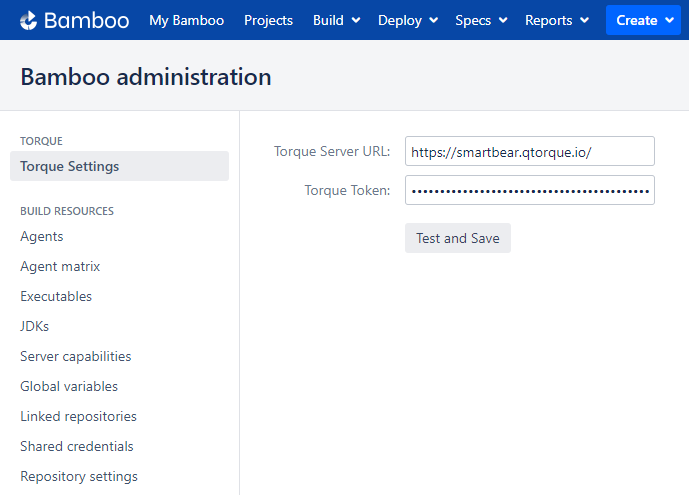 Bamboo My Bamboo Projects Build Deploy Specs Reports Create
Bamboo administration
TORQUE
Torque Settings
BUILD RESOURCES
Agents
Agent matrix
Executables
JDKs
Server capabilities
Global variables
Linked repositories
Shared credentials
Repository settings
Torque Server URL: https://smartbear.qtorque.io/
Torque Token: ••••••••••••••••••••••••••••••••••••••••••
Test and Save